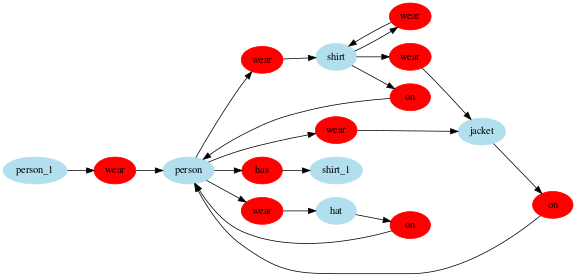 wear
wear shirt wear
on
wear jacket
person_1 wear person has shirt_1
wear hat on
on